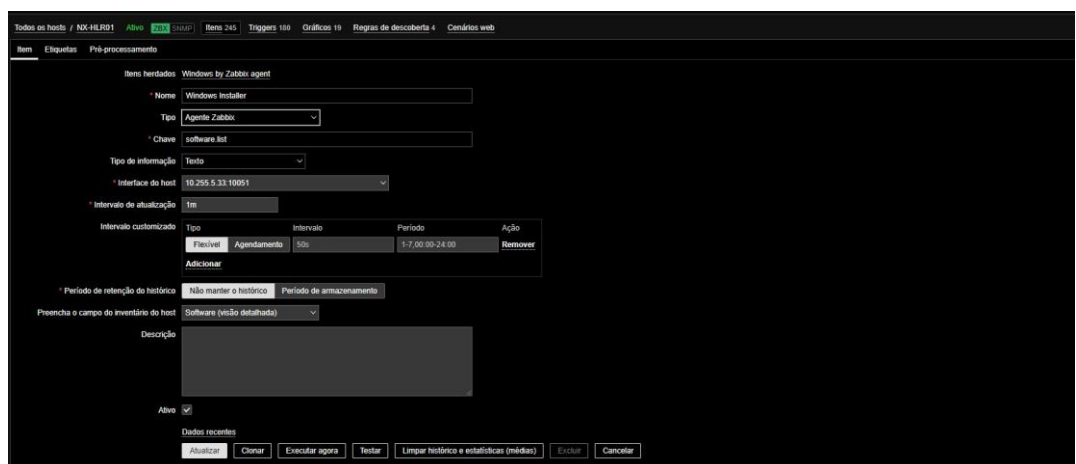 Todos os hosts / NX-HLR01 Ativo ZBX SNMP Itens 245 Triggers 180 Gráficos 19 Regras de descoberta 4 Cenários web
Item Etiquetas Pré-processamento
Itens herdados Windows by Zabbix agent
* Nome Windows Installer
Tipo Agente Zabbix
* Chave software.list
Tipo de informação Texto
* Interface do host 10.255.5.33:10051
* Intervalo de atualização 1m
Intervalo customizado Tipo Intervalo Período Ação
Flexível Agendamento 50s 1-7,00:00-24:00 Remover
Adicionar
* Período de retenção do histórico Não manter o histórico Período de armazenamento
Preencha o campo do inventário do host Software (visão detalhada)
Descrição
Ativo
Dados recentes
Atualizar Clonar Executar agora Testar Limpar histórico e estatísticas (médias) Excluir Cancelar